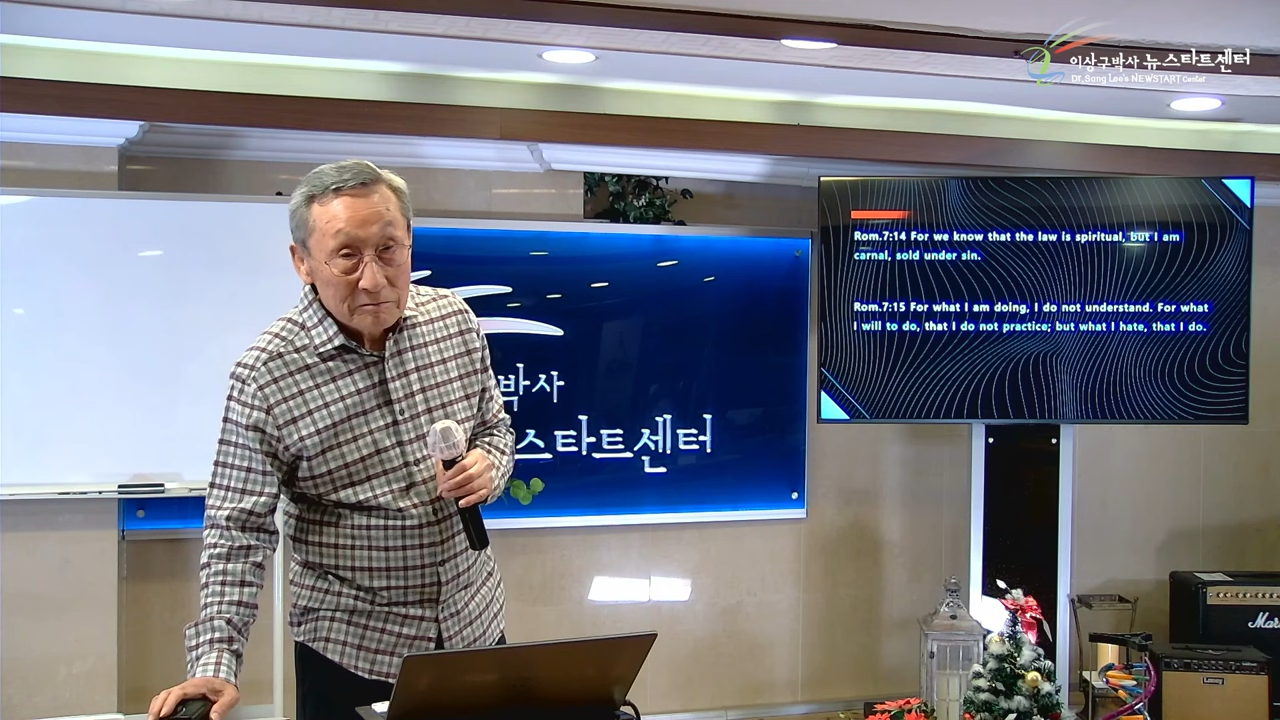 이상구박사 뉴스타트센터
Dr. Sang Lee's NEWSTART Center
Rom.7:14 For we know that the law is spiritual, but I am
carnal, sold under sin.
Rom.7:15 For what I am doing, I do not understand. For what
I will to do, that I do not practice; but what I hate, that I do.
박사
스타트센터
Mar
Laney